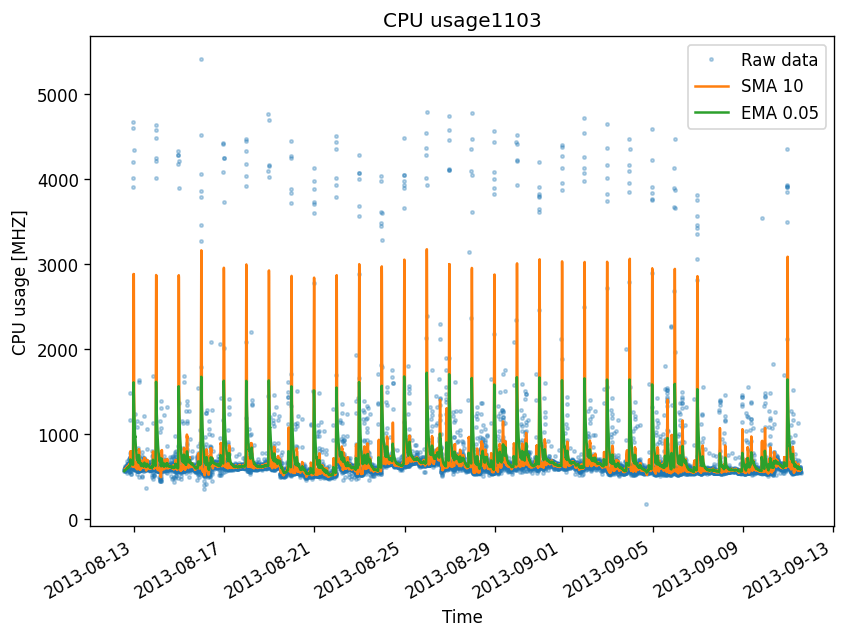 CPU usage1103
Raw data
SMA 10
EMA 0.05
CPU usage [MHZ]
5000
4000
3000
2000
1000
0
2013-08-13
2013-08-17
2013-08-21
2013-08-25
2013-08-29
2013-09-01
2013-09-05
2013-09-09
2013-09-13
Time